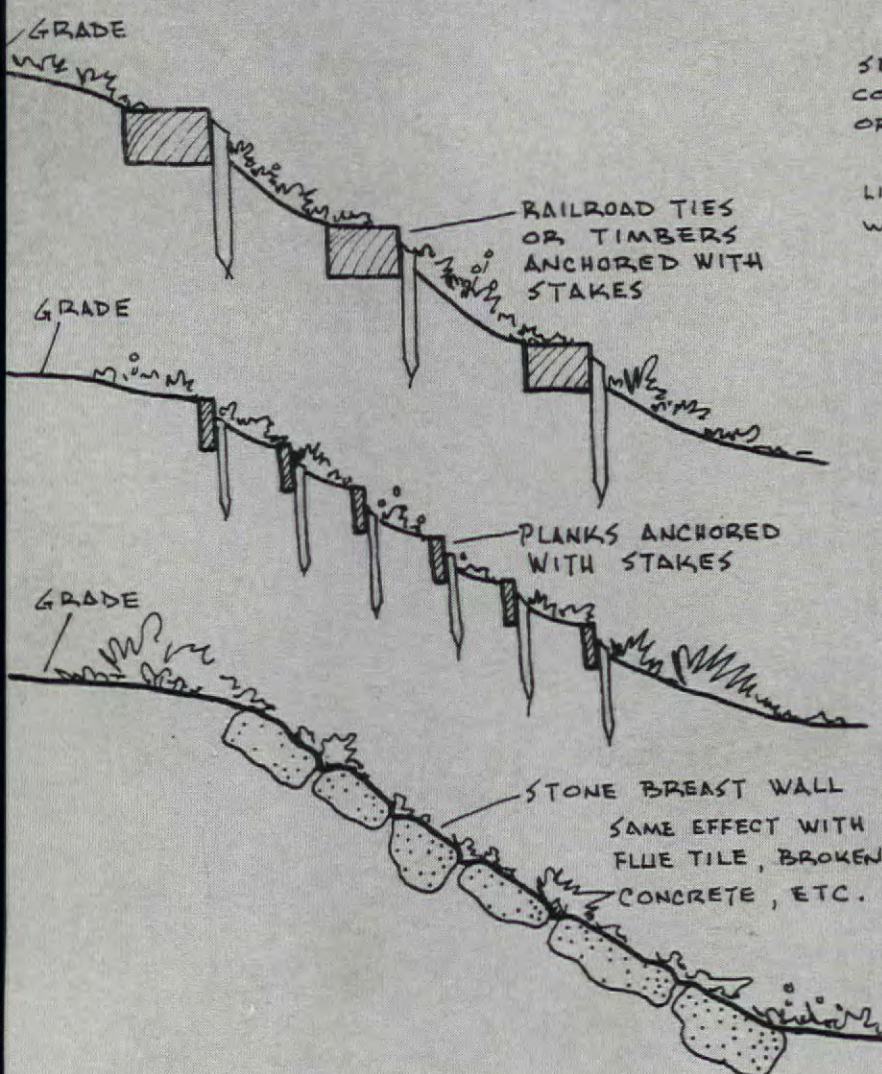 GRADE
RAILROAD TIES
OR TIMBERS
ANCHORED WITH
STAKES
GRADE
PLANKS ANCHORED
WITH STAKES
GRADE
STONE BREAST WALL
SAME EFFECT WITH
FLUE TILE, BROKEN
CONCRETE, ETC.